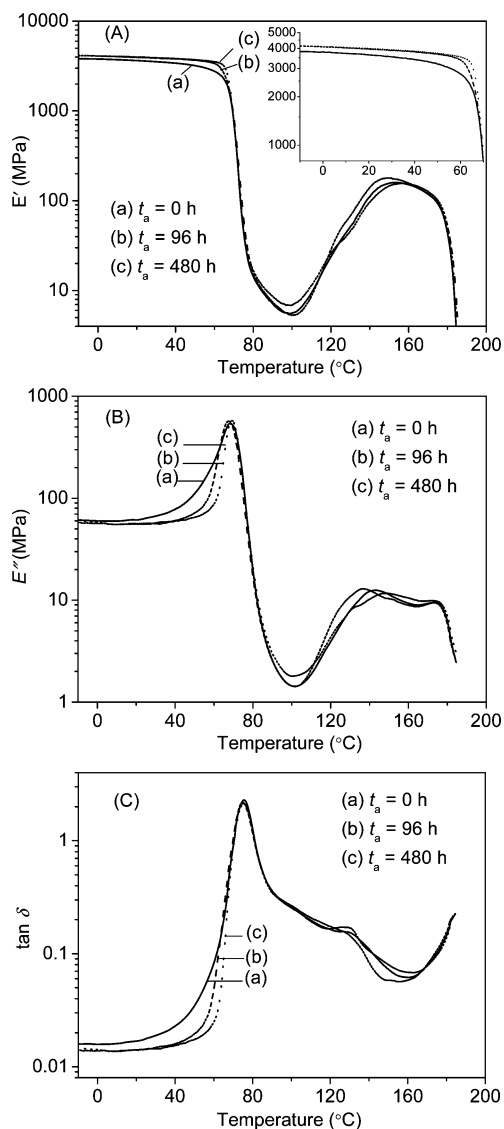 (A)
10000
1000
100
10
E′ (MPa)
(c)
(b)
(a)
5000
4000
3000
1000
0 20 40 60
(a) tₐ = 0 h
(b) tₐ = 96 h
(c) tₐ = 480 h
0 40 80 120 160 200
Temperature (°C)
(B)
1000
100
10
1
E″(MPa)
(c)
(b)
(a)
(a) tₐ = 0 h
(b) tₐ = 96 h
(c) tₐ = 480 h
0 40 80 120 160 200
Temperature (°C)
(C)
1
0.1
0.01
tan δ
(a) tₐ = 0 h
(b) tₐ = 96 h
(c) tₐ = 480 h
(c)
(b)
(a)
0 40 80 120 160 200
Temperature (°C)